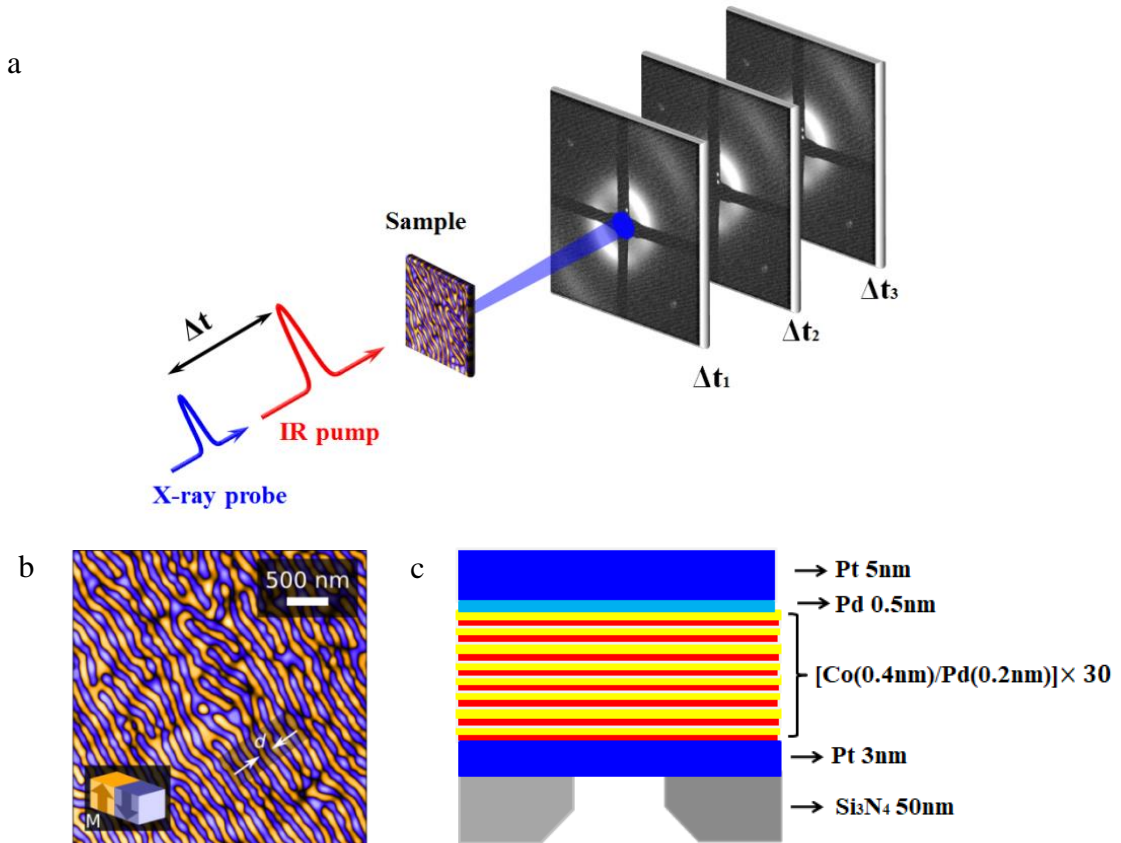 a
Sample
Δt
IR pump
X-ray probe
Δt₁
Δt₂
Δt₃
b
500 nm
d
M
c
Pt 5nm
Pd 0.5nm
[Co(0.4nm)/Pd(0.2nm)]× 30
Pt 3nm
Si₃N₄ 50nm